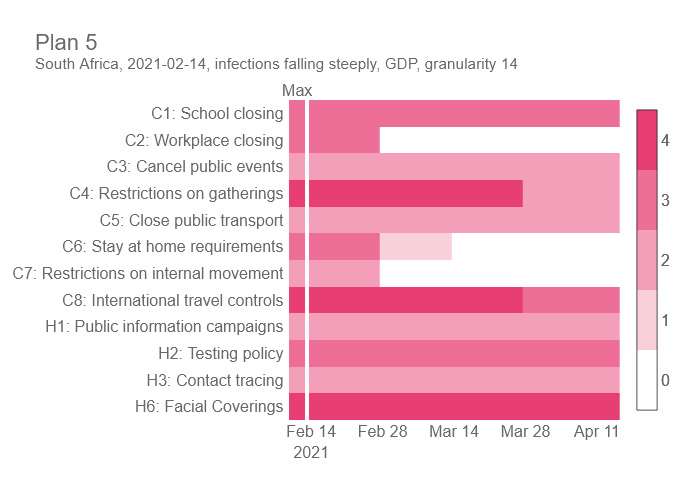 Plan 5
South Africa, 2021-02-14, infections falling steeply, GDP, granularity 14
Max
C1: School closing
C2: Workplace closing
C3: Cancel public events
C4: Restrictions on gatherings
C5: Close public transport
C6: Stay at home requirements
C7: Restrictions on internal movement
C8: International travel controls
H1: Public information campaigns
H2: Testing policy
H3: Contact tracing
H6: Facial Coverings
Feb 14 Feb 28 Mar 14 Mar 28 Apr 11
2021
4
3
2
1
0